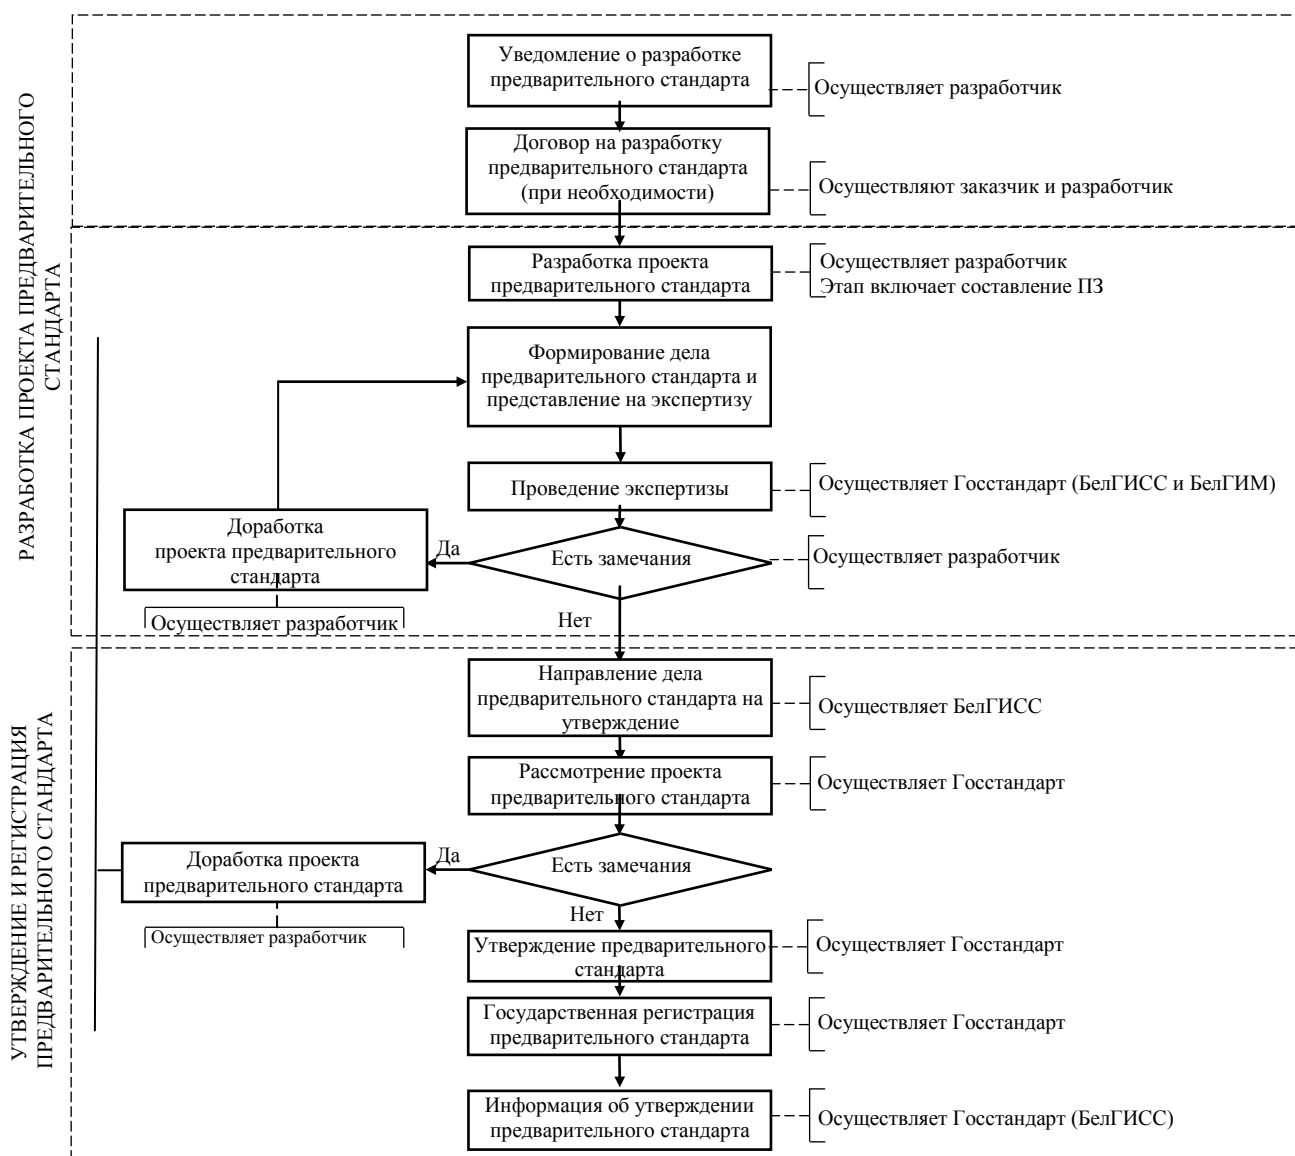 РАЗРАБОТКА ПРОЕКТА ПРЕДВАРИТЕЛЬНОГО
СТАНДАРТА
Уведомление о разработке
предварительного стандарта
Осуществляет разработчик
Договор на разработку
предварительного стандарта
(при необходимости)
Осуществляют заказчик и разработчик
Разработка проекта
предварительного стандарта
Осуществляет разработчик
Этап включает составление ПЗ
Формирование дела
предварительного стандарта и
представление на экспертизу
Проведение экспертизы
Осуществляет Госстандарт (БелГИСС и БелГИМ)
Есть замечания
Осуществляет разработчик
Да
Доработка
проекта предварительного
стандарта
Осуществляет разработчик
Нет
УТВЕРЖДЕНИЕ И РЕГИСТРАЦИЯ
ПРЕДВАРИТЕЛЬНОГО СТАНДАРТА
Направление дела
предварительного стандарта на
утверждение
Осуществляет БелГИСС
Рассмотрение проекта
предварительного стандарта
Осуществляет Госстандарт
Есть замечания
Да
Доработка проекта
предварительного стандарта
Осуществляет разработчик
Нет
Утверждение предварительного
стандарта
Осуществляет Госстандарт
Государственная регистрация
предварительного стандарта
Осуществляет Госстандарт
Информация об утверждении
предварительного стандарта
Осуществляет Госстандарт (БелГИСС)